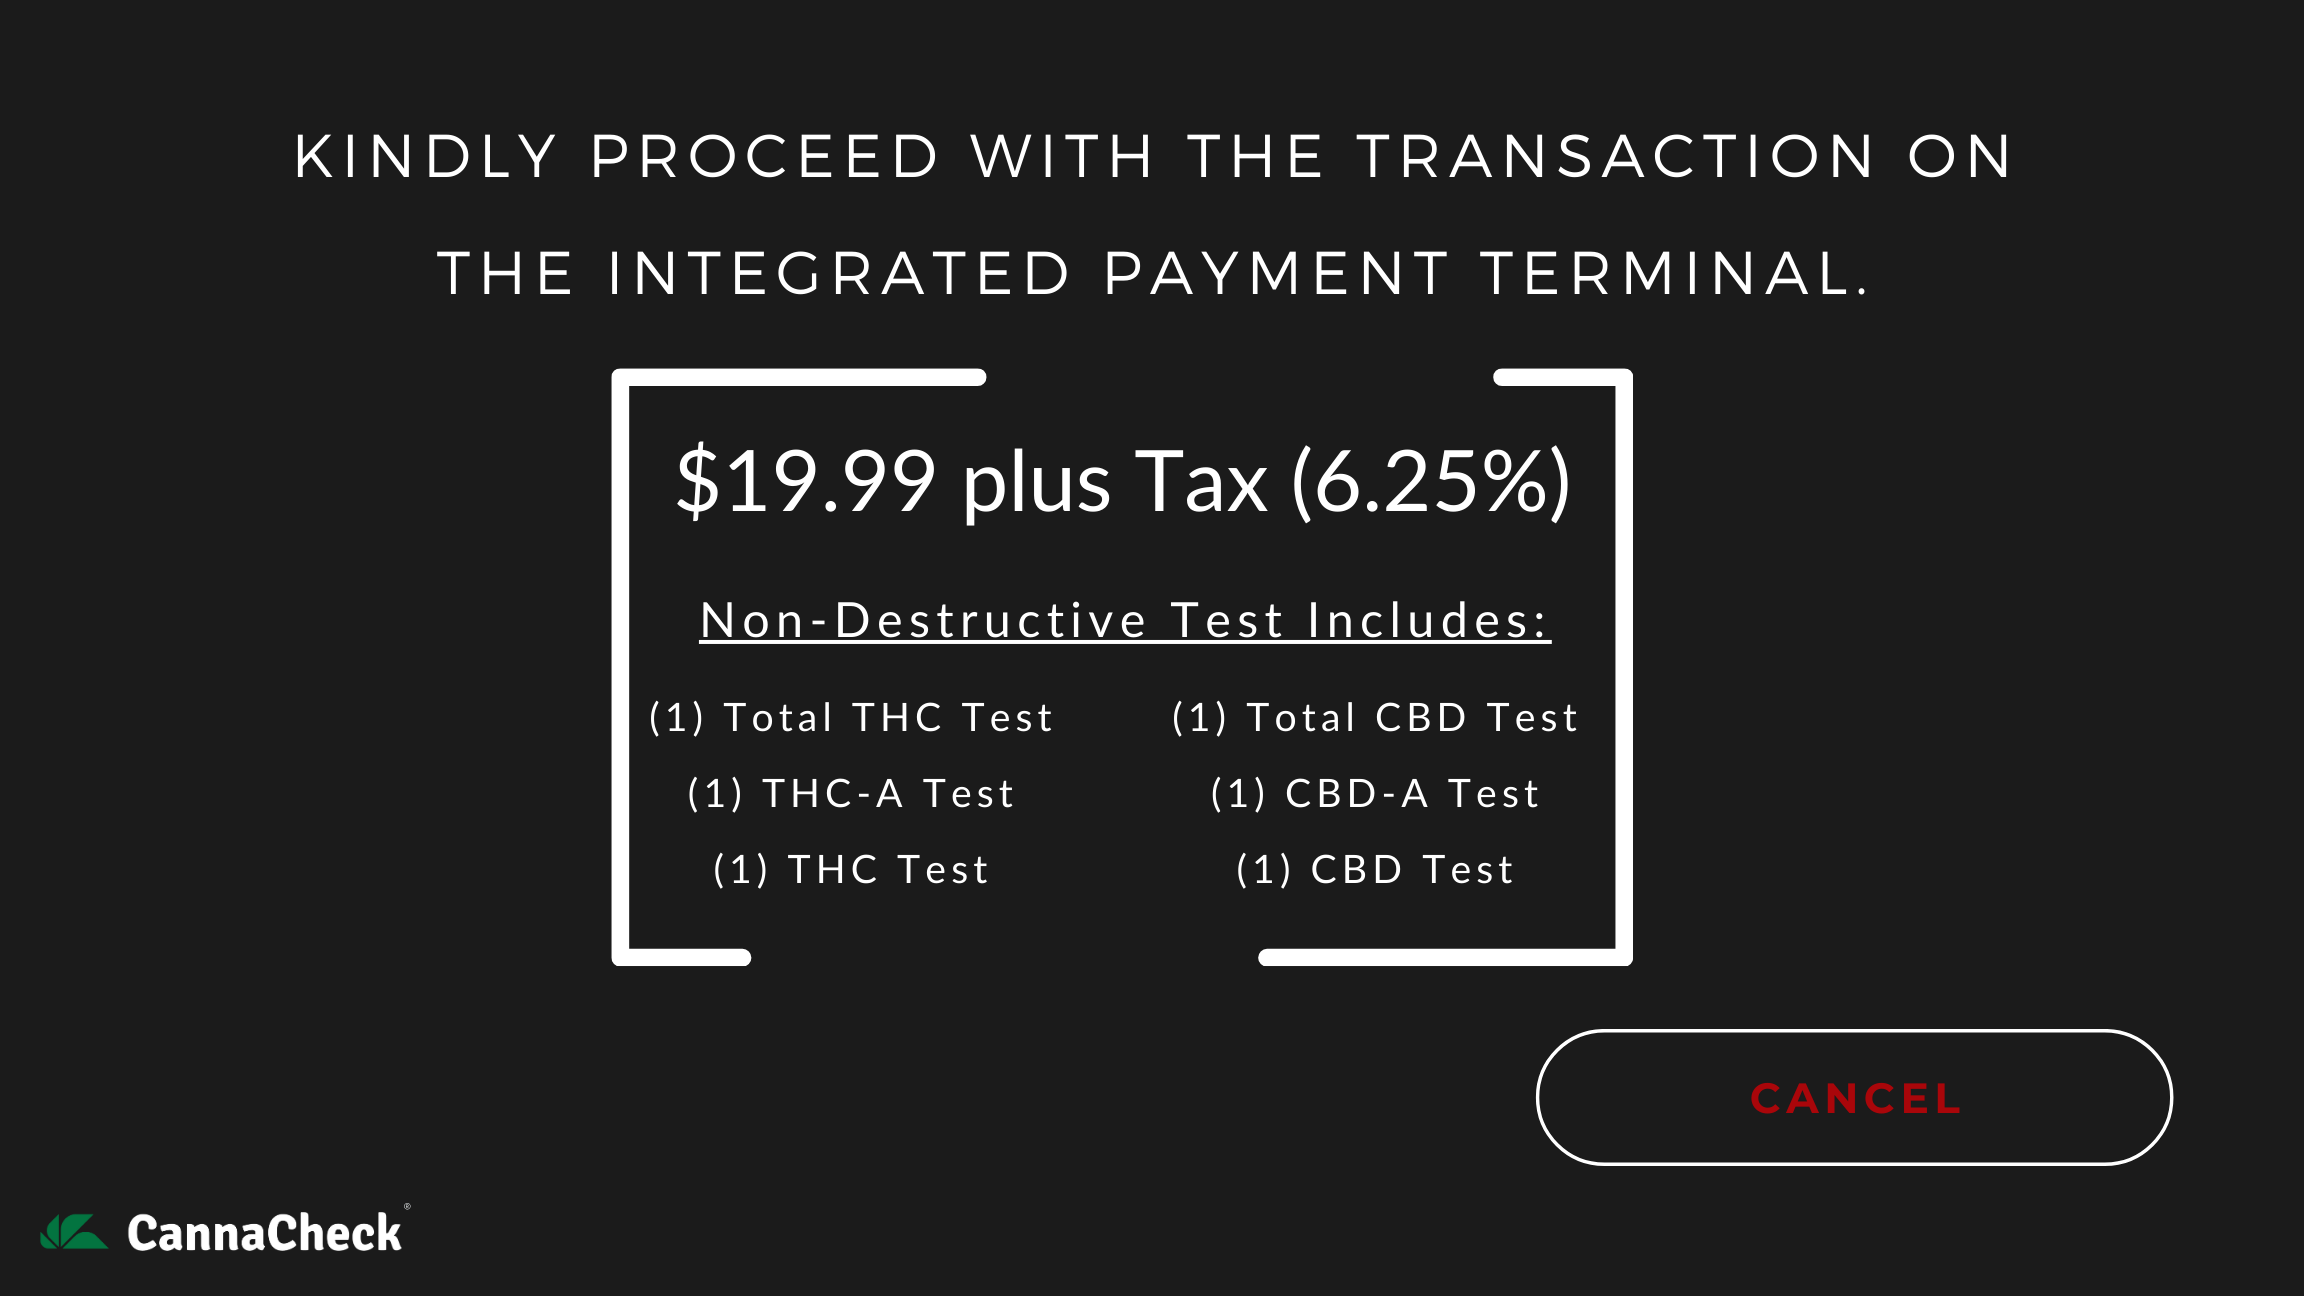 KINDLY PROCEED WITH THE TRANSACTION ON
THE INTEGRATED PAYMENT TERMINAL.
$19.99 plus Tax (6.25%)
Non-Destructive Test Includes:
(1) Total THC Test
(1) THC-A Test
(1) THC Test
(1) Total CBD Test
(1) CBD-A Test
(1) CBD Test
CANCEL
CannaCheck®